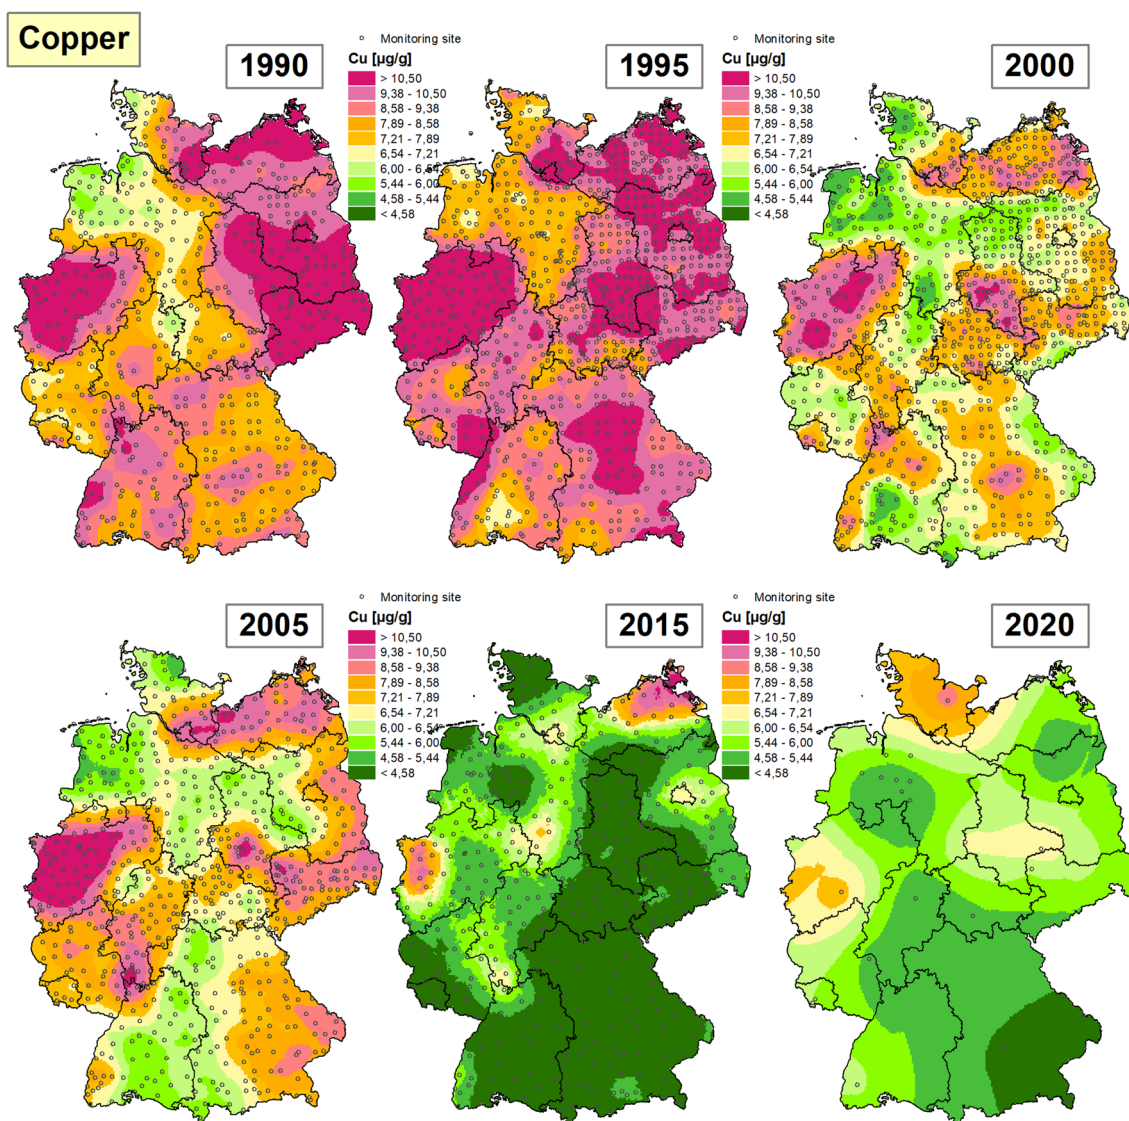 Copper
1990
Monitoring site
Cu [µg/g]
> 10,50
9,38 - 10,50
8,58 - 9,38
7,89 - 8,58
7,21 - 7,89
6,54 - 7,21
6,00 - 6,54
5,44 - 6,00
4,58 - 5,44
< 4,58
1995
Monitoring site
Cu [µg/g]
> 10,50
9,38 - 10,50
8,58 - 9,38
7,89 - 8,58
7,21 - 7,89
6,54 - 7,21
6,00 - 6,54
5,44 - 6,00
4,58 - 5,44
< 4,58
2000
2005
Monitoring site
Cu [µg/g]
> 10,50
9,38 - 10,50
8,58 - 9,38
7,89 - 8,58
7,21 - 7,89
6,54 - 7,21
6,00 - 6,54
5,44 - 6,00
4,58 - 5,44
< 4,58
2015
Monitoring site
Cu [µg/g]
> 10,50
9,38 - 10,50
8,58 - 9,38
7,89 - 8,58
7,21 - 7,89
6,54 - 7,21
6,00 - 6,54
5,44 - 6,00
4,58 - 5,44
< 4,58
2020